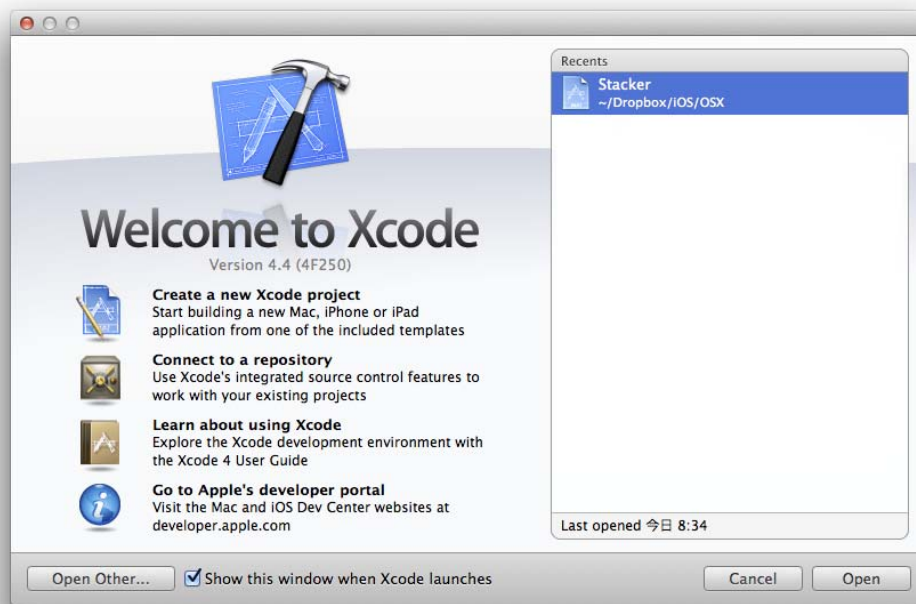 Welcome to Xcode
Version 4.4 (4F250)
Create a new Xcode project
Start building a new Mac, iPhone or iPad
application from one of the included templates
Connect to a repository
Use Xcode's integrated source control features to
work with your existing projects
Learn about using Xcode
Explore the Xcode development environment with
the Xcode 4 User Guide
Go to Apple's developer portal
Visit the Mac and iOS Dev Center websites at
developer.apple.com
Recents
Stacker
~/Dropbox/iOS/OSX
Last opened 今日 8:34
Open Other...
Show this window when Xcode launches
Cancel
Open